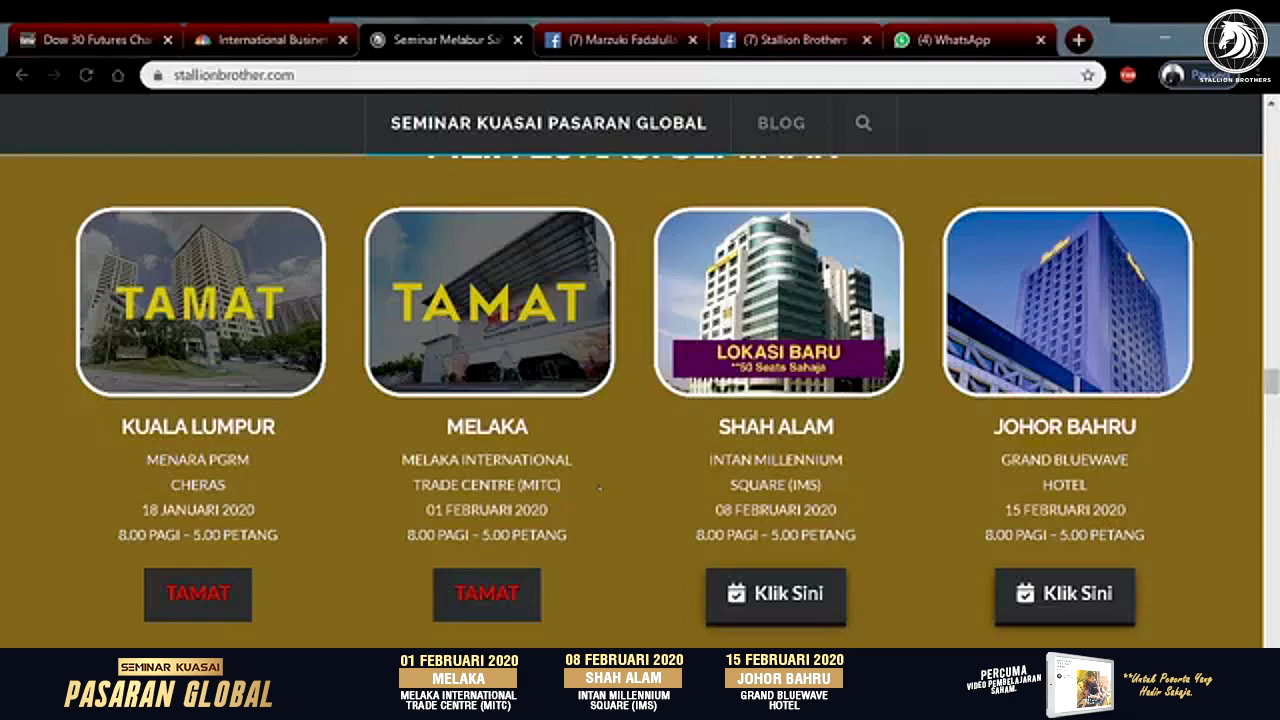 Dow 30 Futures Cha
International Busine
Seminar Melabur Sa
(7) Marzuki Fadalull
(7) Stallion Brothers
(4) WhatsApp
stallionbrother.com
STALLION BROTHERS
SEMINAR KUASAI PASARAN GLOBAL
BLOG
TAMAT
TAMAT
LOKASI BARU
**50 Seats Sahaja
KUALA LUMPUR
MENARA PGRM
CHERAS
18 JANUARI 2020
8.00 PAGI – 5.00 PETANG
TAMAT
MELAKA
MELAKA INTERNATIONAL
TRADE CENTRE (MITC)
01 FEBRUARI 2020
8.00 PAGI – 5.00 PETANG
TAMAT
SHAH ALAM
INTAN MILLENNIUM
SQUARE (IMS)
08 FEBRUARI 2020
8.00 PAGI – 5.00 PETANG
Klik Sini
JOHOR BAHRU
GRAND BLUEWAVE
HOTEL
15 FEBRUARI 2020
8.00 PAGI – 5.00 PETANG
Klik Sini
SEMINAR KUASAI
PASARAN GLOBAL
01 FEBRUARI 2020
MELAKA
MELAKA INTERNATIONAL
TRADE CENTRE (MITC)
08 FEBRUARI 2020
SHAH ALAM
INTAN MILLENNIUM
SQUARE (IMS)
15 FEBRUARI 2020
JOHOR BAHRU
GRAND BLUEWAVE
HOTEL
PERCUMA
VIDEO PEMBELAJARAN
SAHAM.
**Untuk Peserta Yang
Hadir Sahaja.